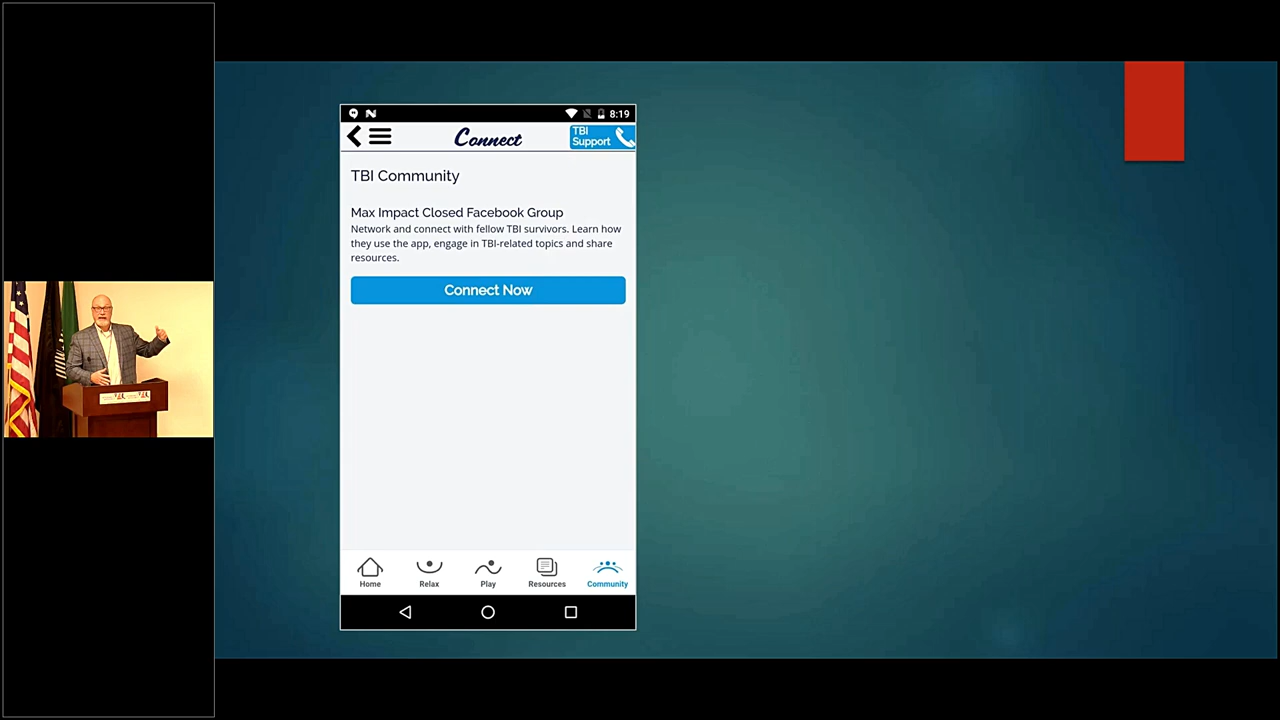 8:19
Connect
TBI
Support
TBI Community
Max Impact Closed Facebook Group
Network and connect with fellow TBI survivors. Learn how
they use the app, engage in TBI-related topics and share
resources.
Connect Now
Home
Relax
Play
Resources
Community